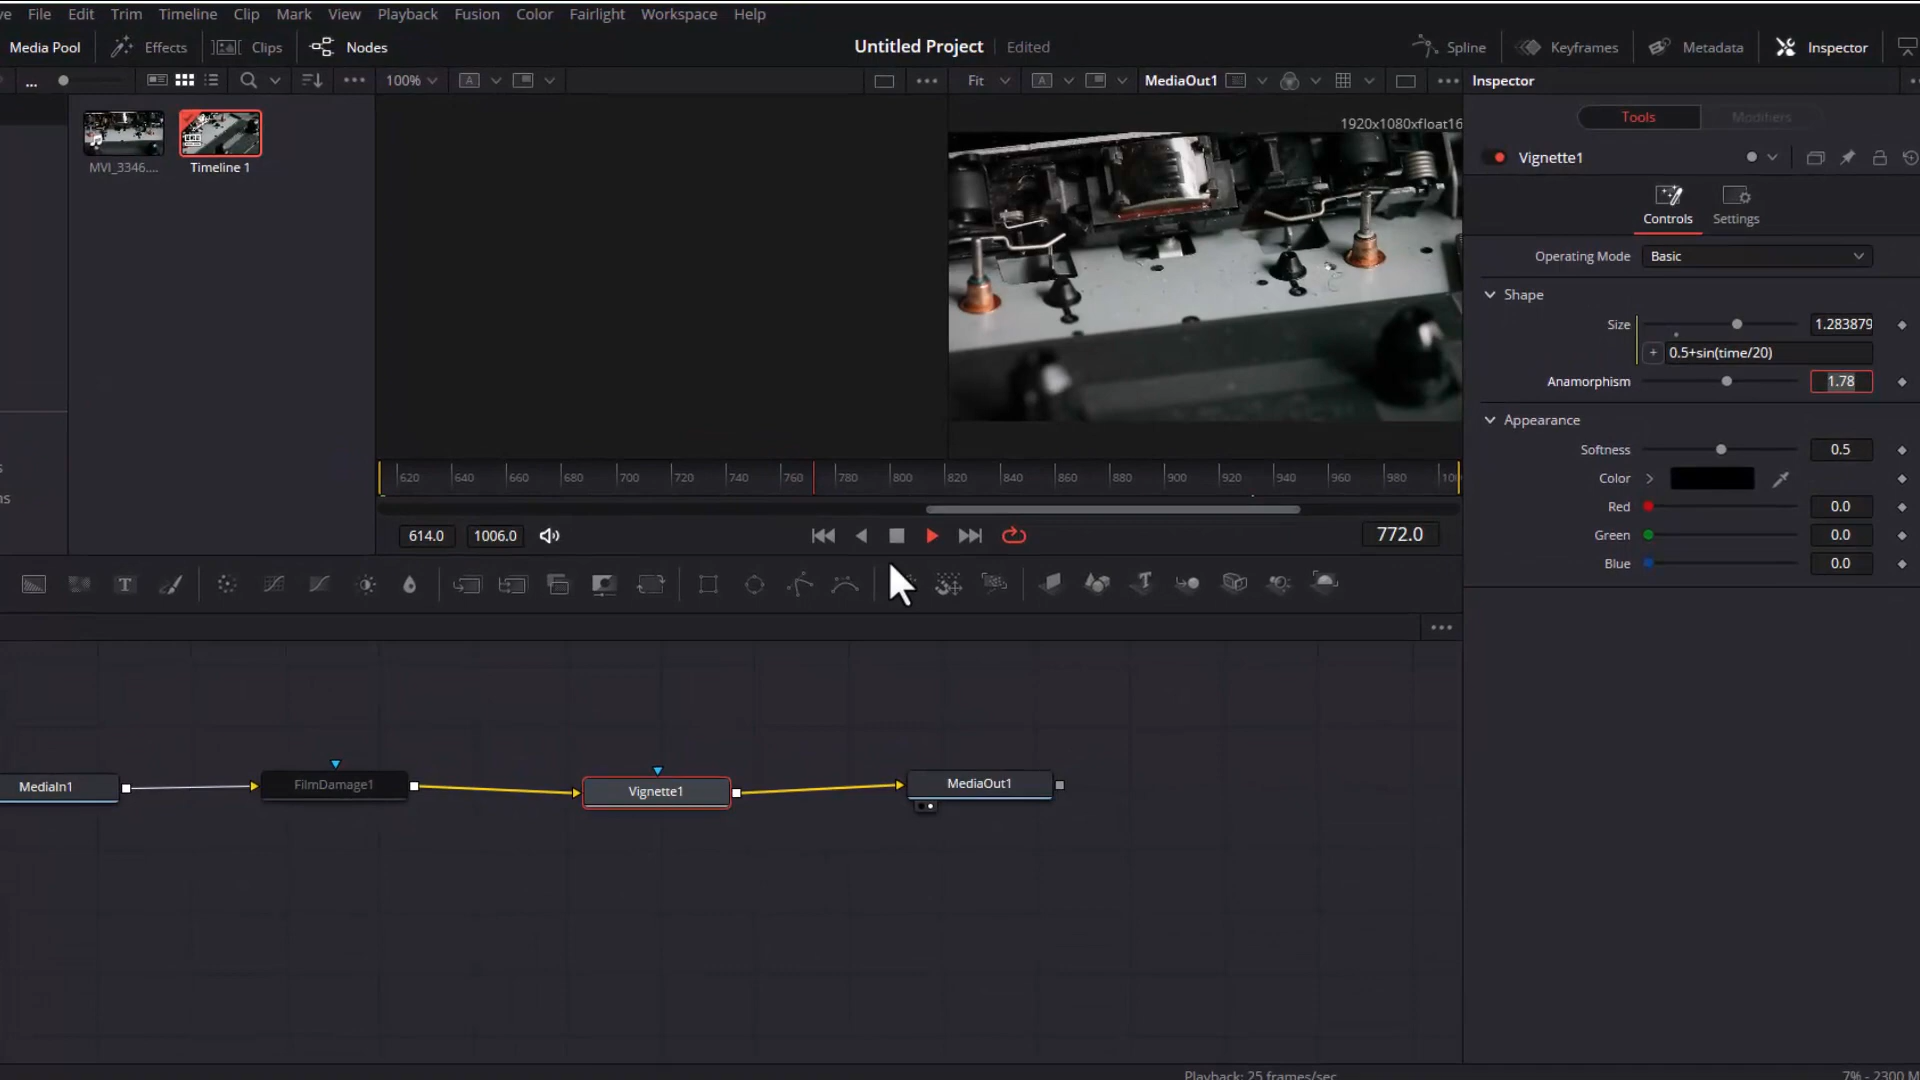 File Edit Trim Timeline Clip Mark View Playback Fusion Color Fairlight Workspace Help
Media Pool Effects Clips Nodes Untitled Project Edited Spline Keyframes Metadata Inspector
... 100% A Fit A MediaOut1 Inspector
Tools Modifiers
1920x1080xfloat16
MVI_3346.... Timeline 1
Vignette1
Controls Settings
Operating Mode Basic
Shape
Size 1.283879
+ 0.5+sin(time/20)
Anamorphism 1.78
Appearance
Softness 0.5
Color
Red 0.0
Green 0.0
Blue 0.0
620 640 660 680 700 720 740 760 780 800 820 840 860 880 900 920 940 960 980
614.0 1006.0 772.0
T
MediaIn1 FilmDamage1 Vignette1 MediaOut1
Playback: 25 frames/sec 7% - 2300 M